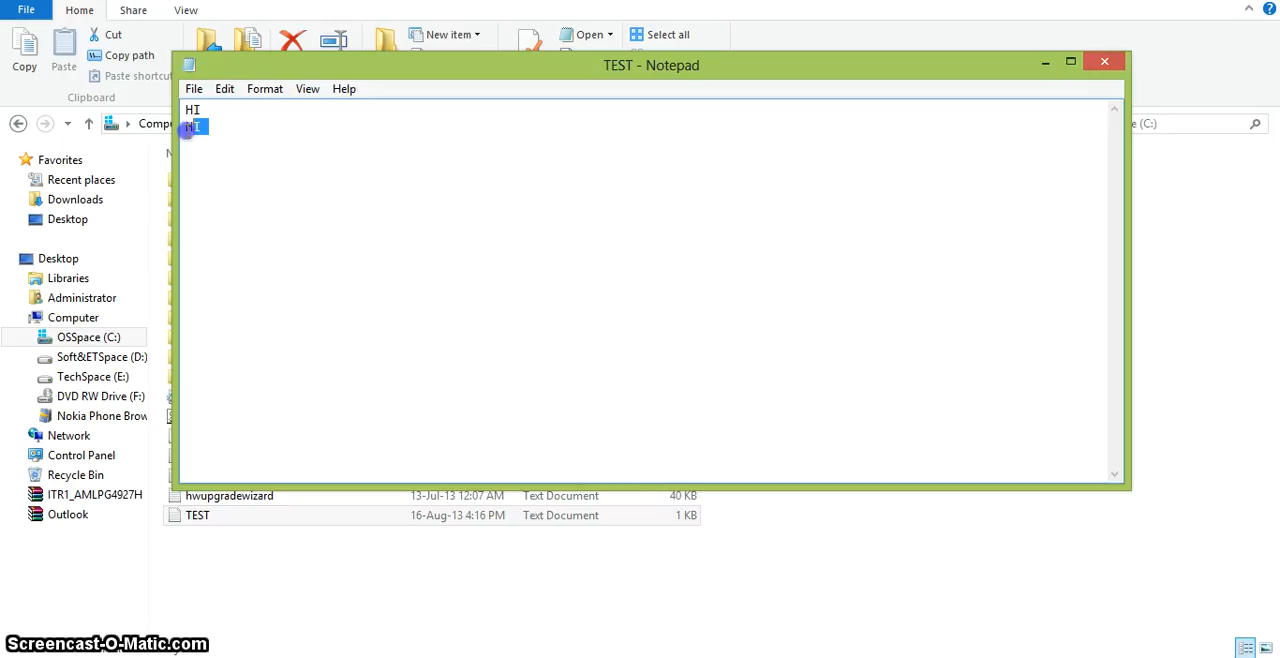 File Home Share View
Cut
Copy path
Paste shortcut
Copy Paste
Clipboard
New item
Open
Select all
TEST - Notepad
File Edit Format View Help
HI
HI
Comp
e (C:)
Favorites
Recent places
Downloads
Desktop
Desktop
Libraries
Administrator
Computer
OSSpace (C:)
Soft&ETSpace (D:)
TechSpace (E:)
DVD RW Drive (F:)
Nokia Phone Brow
Network
Control Panel
Recycle Bin
ITR1_AMLPG4927H
Outlook
N
hwupgradewizard 13-Jul-13 12:07 AM Text Document 40 KB
TEST 16-Aug-13 4:16 PM Text Document 1 KB
Screencast-O-Matic.com